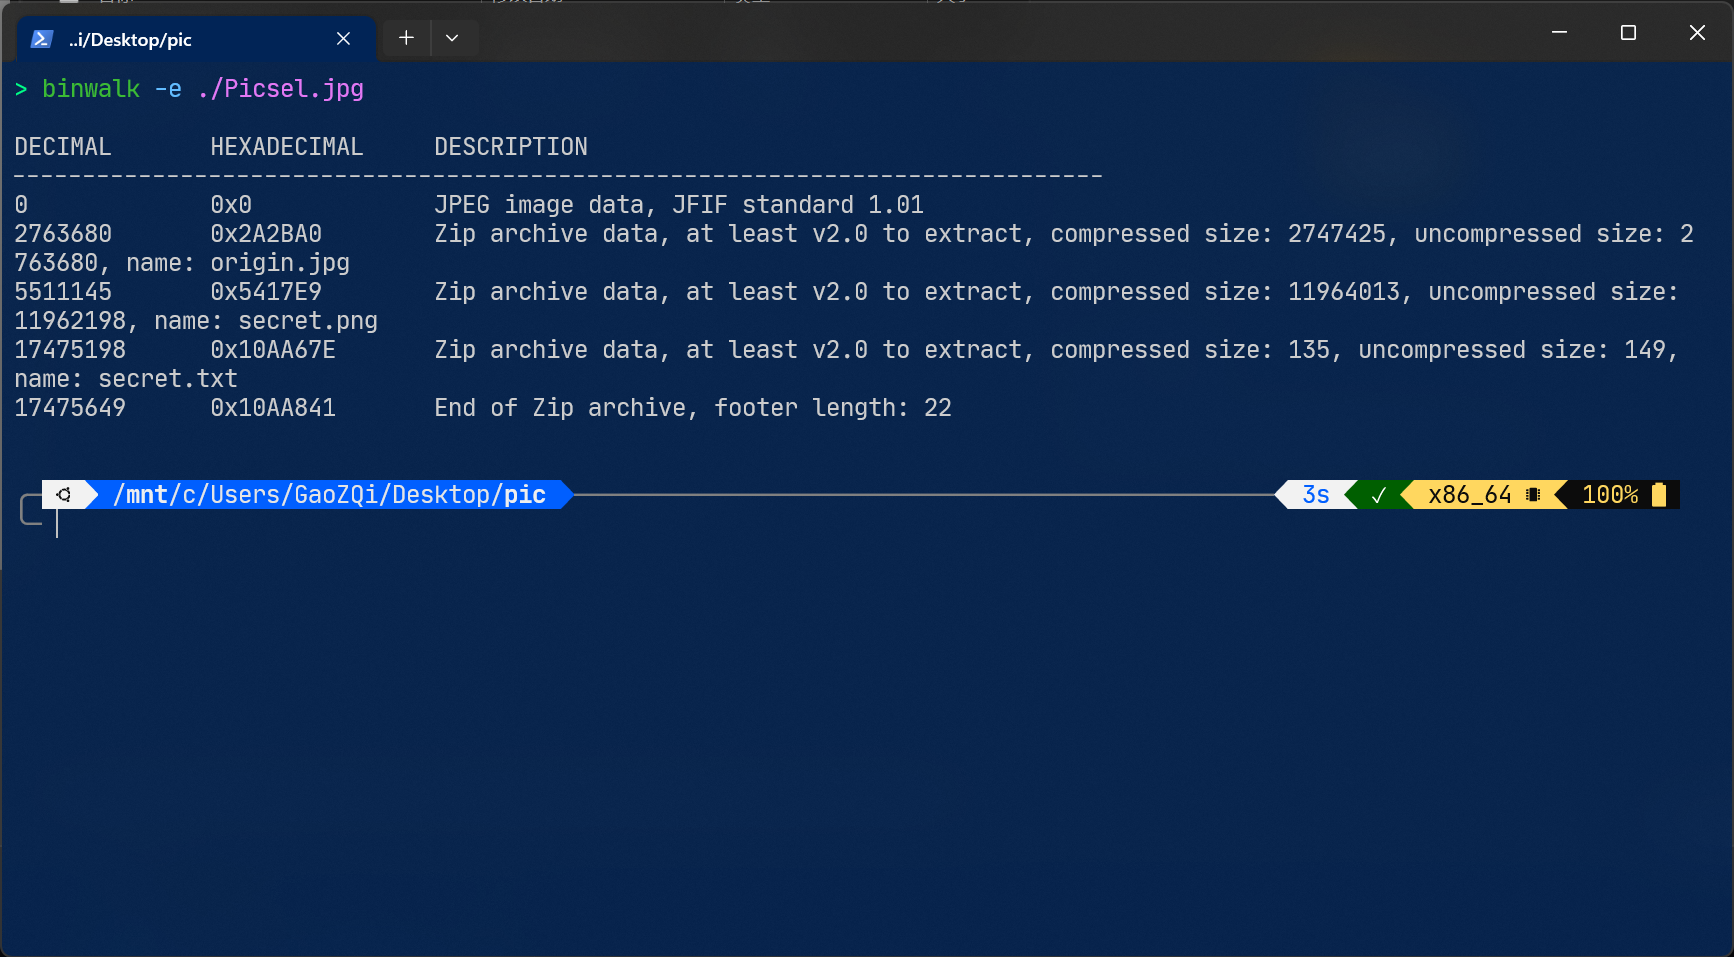 ..i/Desktop/pic
> binwalk -e ./Picsel.jpg
DECIMAL       HEXADECIMAL     DESCRIPTION
--------------------------------------------------------------------------------
0             0x0             JPEG image data, JFIF standard 1.01
2763680       0x2A2BA0        Zip archive data, at least v2.0 to extract, compressed size: 2747425, uncompressed size: 2
763680, name: origin.jpg
5511145       0x5417E9        Zip archive data, at least v2.0 to extract, compressed size: 11964013, uncompressed size:
11962198, name: secret.png
17475198      0x10AA67E       Zip archive data, at least v2.0 to extract, compressed size: 135, uncompressed size: 149,
name: secret.txt
17475649      0x10AA841       End of Zip archive, footer length: 22
/mnt/c/Users/GaoZQi/Desktop/pic 3s ✓ x86_64 100%